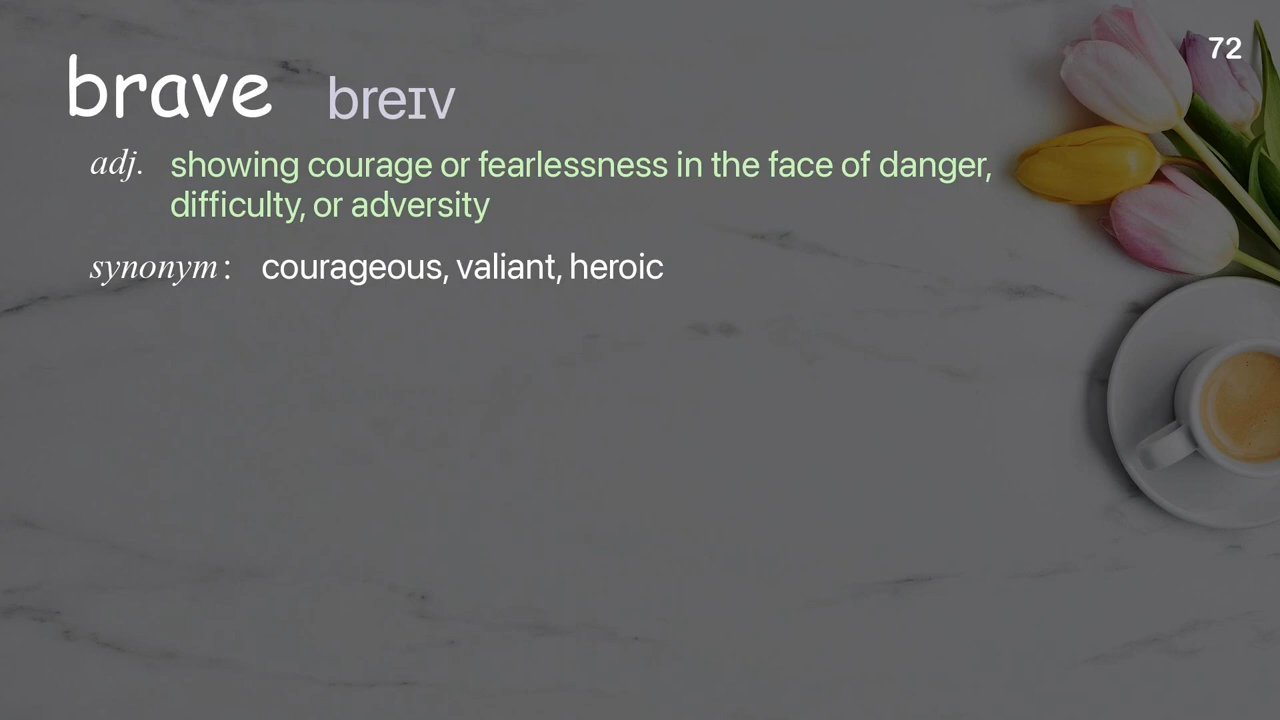 72
brave breɪv
adj. showing courage or fearlessness in the face of danger,
difficulty, or adversity
synonym: courageous, valiant, heroic